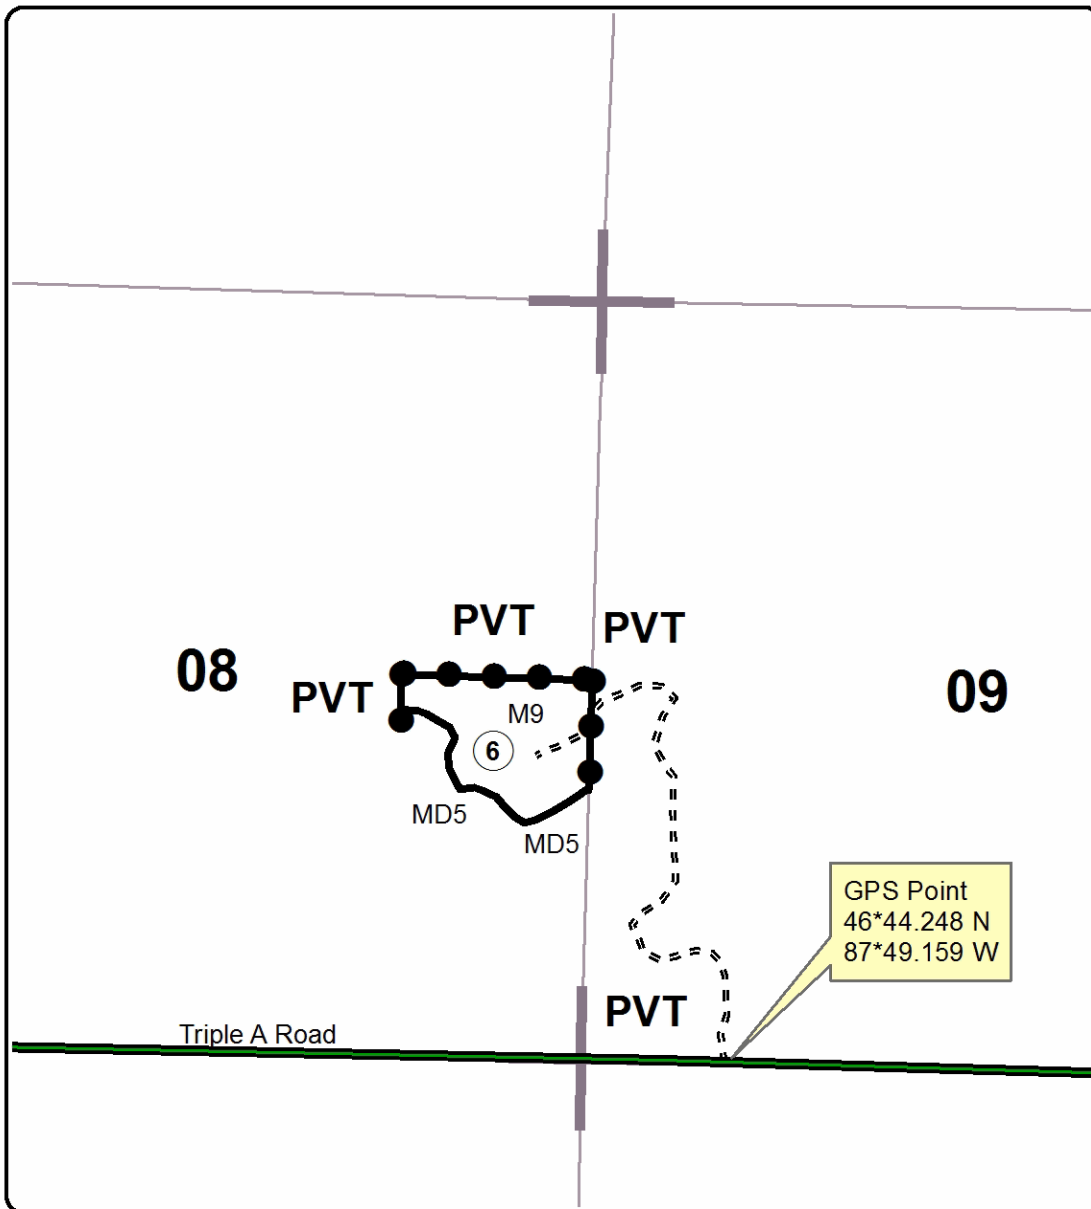 PVT
PVT
08
PVT
09
M9
6
MD5
MD5
GPS Point
46*44.248 N
87*49.159 W
PVT
Triple A Road